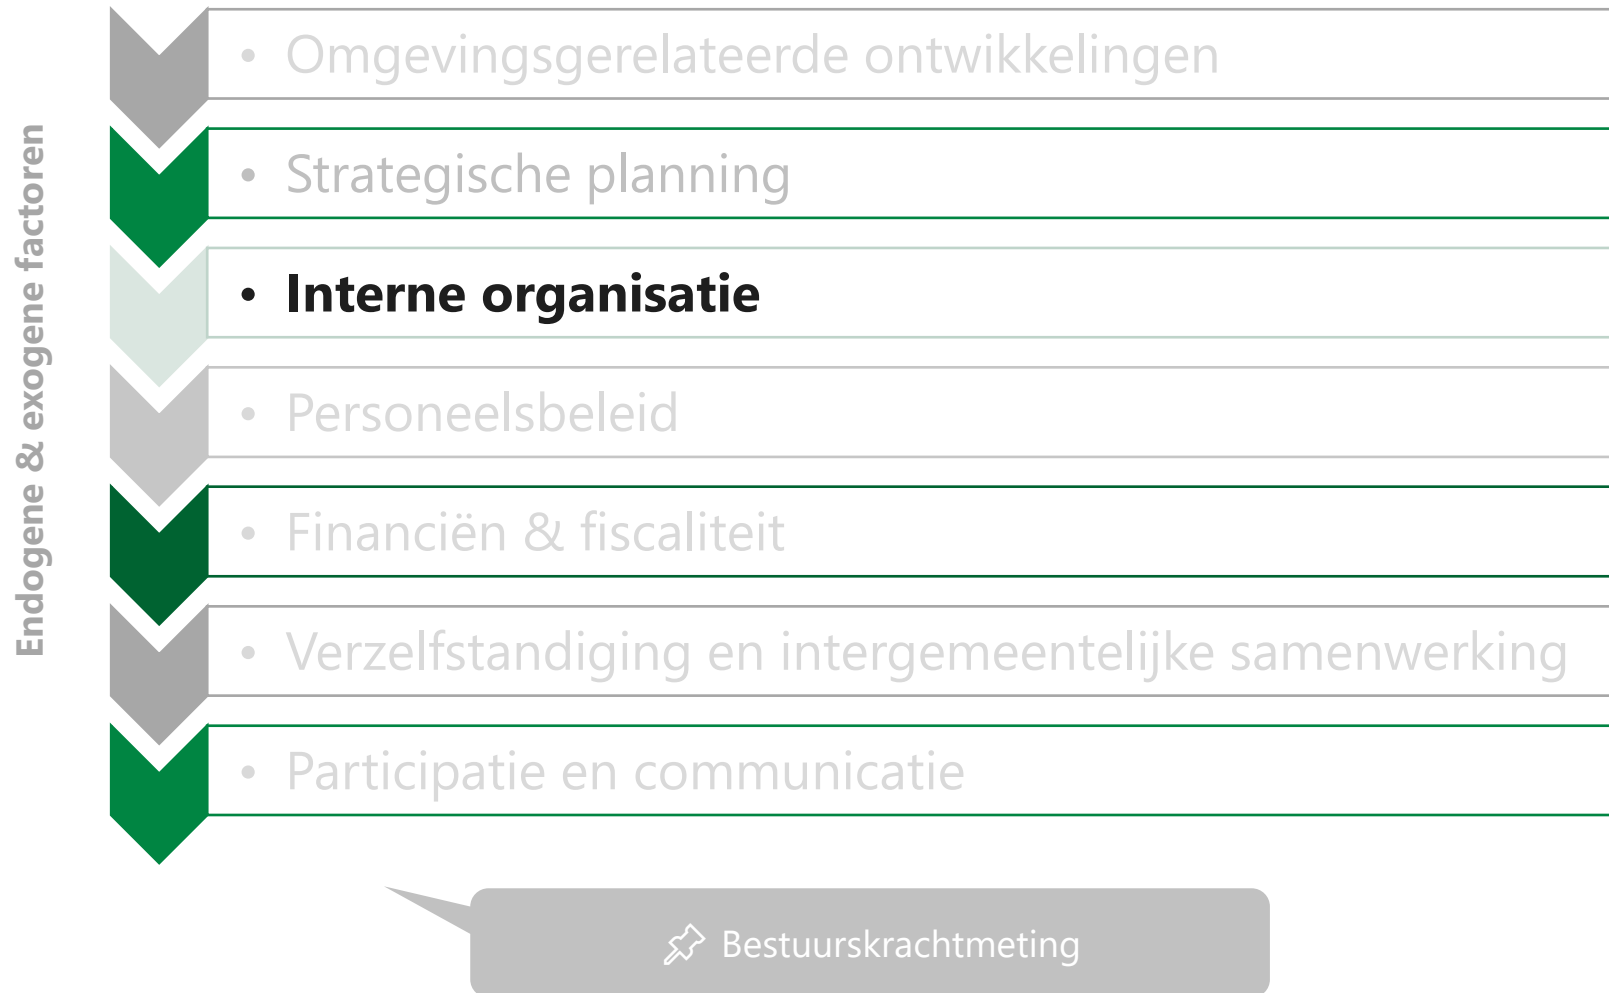 Endogene & exogene factoren
• Omgevingsgerelateerde ontwikkelingen
• Strategische planning
• Interne organisatie
• Personeelsbeleid
• Financiën & fiscaliteit
• Verzelfstandiging en intergemeentelijke samenwerking
• Participatie en communicatie
Bestuurskrachtmeting